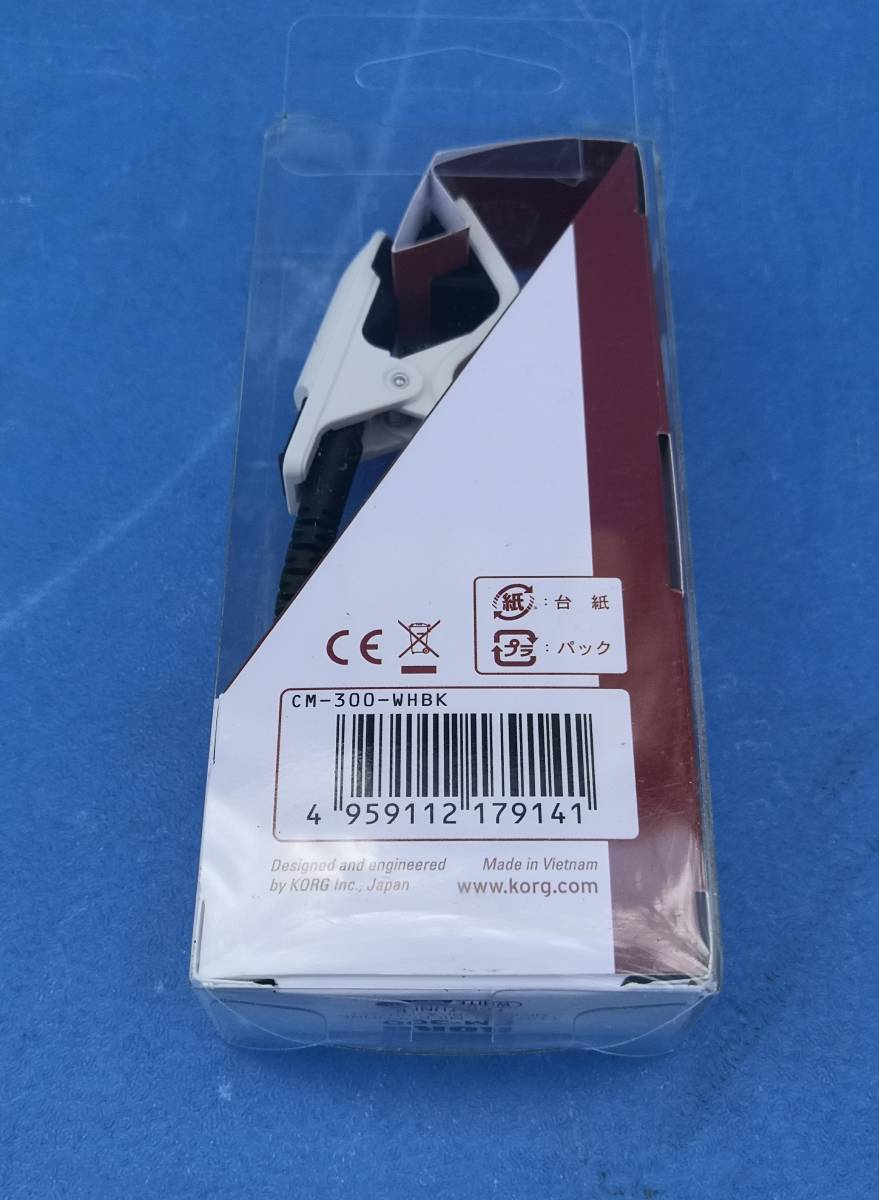 紙 : 台 紙
プラ : パック
CE
CM-300-WHBK
4 959112 179141
Designed and engineered
by KORG Inc., Japan
Made in Vietnam
www.korg.com